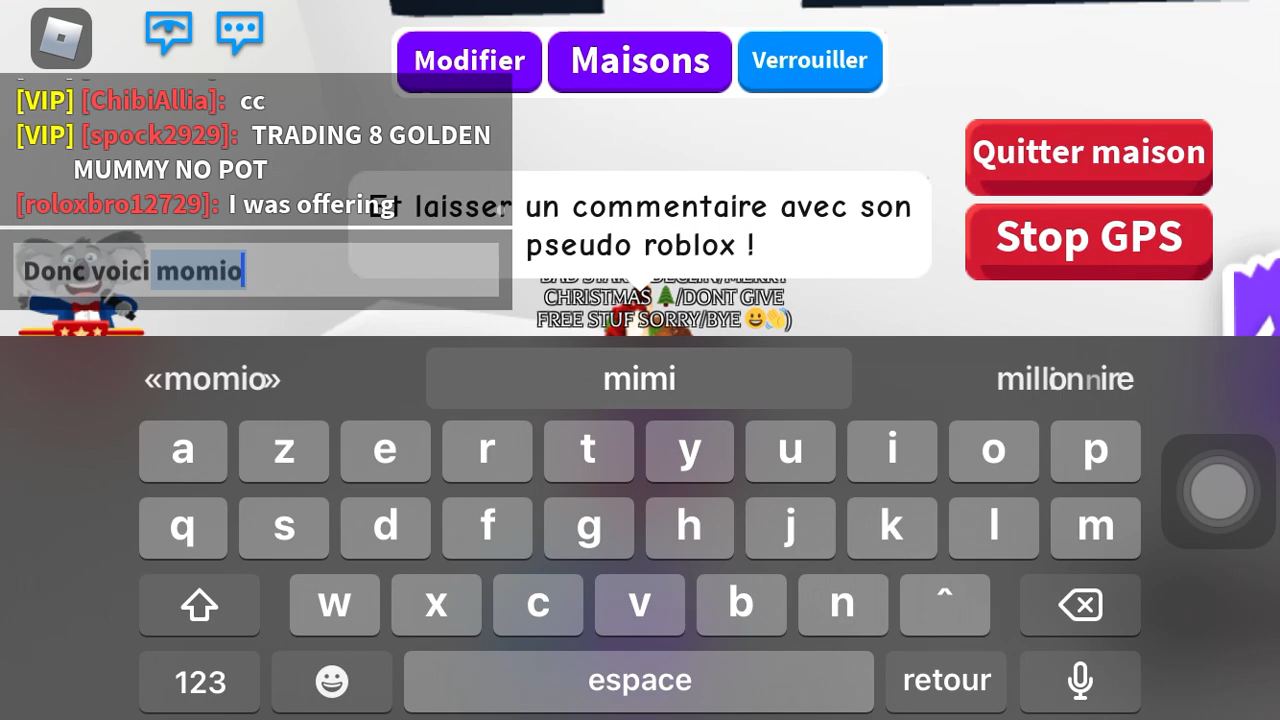 Modifier
Maisons
Verrouiller
[VIP] [ChibiAllia]: cc
[VIP] [spock2929]: TRADING 8 GOLDEN
MUMMY NO POT
[roloxbro12729]: I was offering
Et laisser un commentaire avec son
pseudo roblox !
Quitter maison
Stop GPS
Donc voici momio
CHRISTMAS 🎄/DONT GIVE
FREE STUF SORRY/BYE 😀👋)
«momio» mimi
a z e r t y u i o p
q s d f g h j k l m
w x c v b n ^
123 espace retour